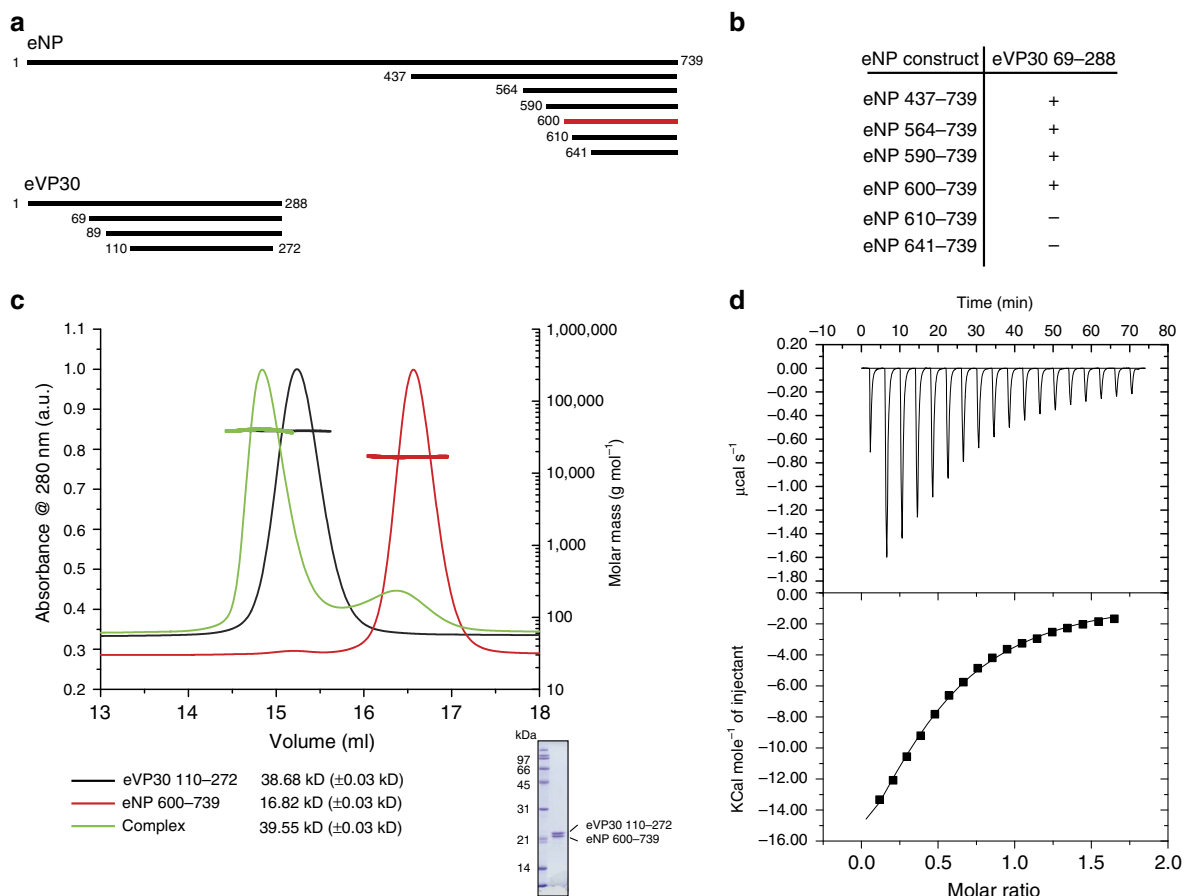 a
eNP
1
739
437
564
590
600
610
641
eVP30
1
288
69
89
110
272
b
eNP construct eVP30 69–288
eNP 437–739 +
eNP 564–739 +
eNP 590–739 +
eNP 600–739 +
eNP 610–739 −
eNP 641–739 −
c
Absorbance @ 280 nm (a.u.)
1.1
1.0
0.9
0.8
0.7
0.6
0.5
0.4
0.3
0.2
1,000,000
100,000
10,000
1,000
100
10
Molar mass (g mol−1)
13 14 15 16 17 18
Volume (ml)
eVP30 110–272 38.68 kD (±0.03 kD)
eNP 600–739 16.82 kD (±0.03 kD)
Complex 39.55 kD (±0.03 kD)
kDa
97
66
45
31
21
14
eVP30 110–272
eNP 600–739
d
Time (min)
−10 0 10 20 30 40 50 60 70 80
0.20
0.00
−0.20
−0.40
−0.60
−0.80
−1.00
−1.20
−1.40
−1.60
−1.80
µcal s−1
0.00
−2.00
−4.00
−6.00
−8.00
−10.00
−12.00
−14.00
−16.00
KCal mole−1 of injectant
0.0 0.5 1.0 1.5 2.0
Molar ratio